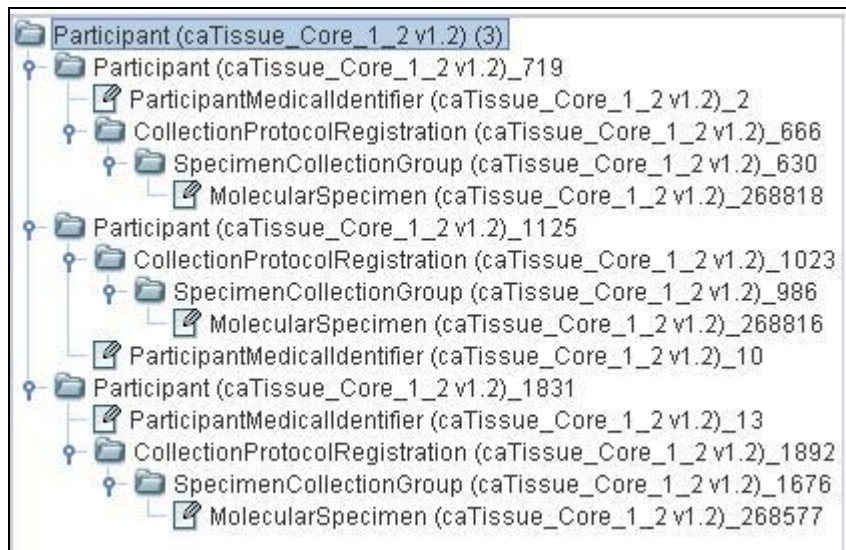 Participant (caTissue_Core_1_2 v1.2) (3)
Participant (caTissue_Core_1_2 v1.2)_719
ParticipantMedicalIdentifier (caTissue_Core_1_2 v1.2)_2
CollectionProtocolRegistration (caTissue_Core_1_2 v1.2)_666
SpecimenCollectionGroup (caTissue_Core_1_2 v1.2)_630
MolecularSpecimen (caTissue_Core_1_2 v1.2)_268818
Participant (caTissue_Core_1_2 v1.2)_1125
CollectionProtocolRegistration (caTissue_Core_1_2 v1.2)_1023
SpecimenCollectionGroup (caTissue_Core_1_2 v1.2)_986
MolecularSpecimen (caTissue_Core_1_2 v1.2)_268816
ParticipantMedicalIdentifier (caTissue_Core_1_2 v1.2)_10
Participant (caTissue_Core_1_2 v1.2)_1831
ParticipantMedicalIdentifier (caTissue_Core_1_2 v1.2)_13
CollectionProtocolRegistration (caTissue_Core_1_2 v1.2)_1892
SpecimenCollectionGroup (caTissue_Core_1_2 v1.2)_1676
MolecularSpecimen (caTissue_Core_1_2 v1.2)_268577